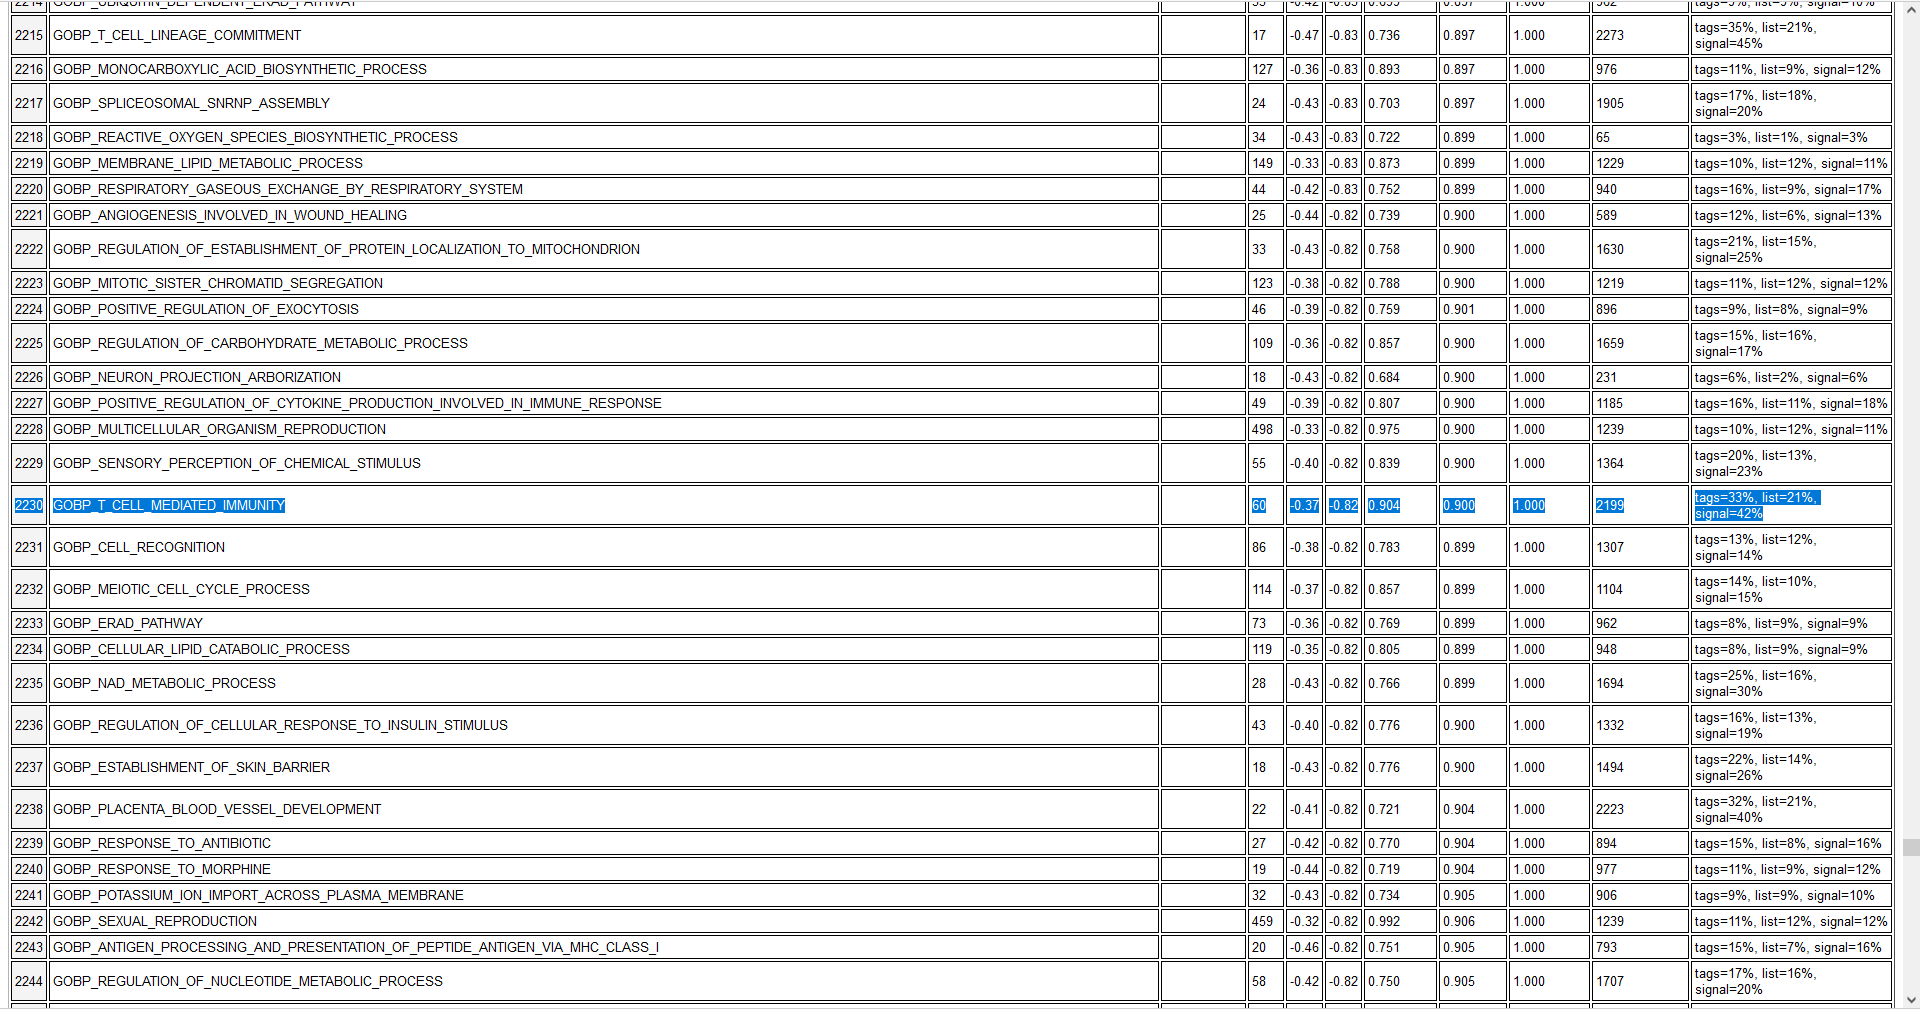 2215 GOBP_T_CELL_LINEAGE_COMMITMENT 17 -0.47 -0.83 0.736 0.897 1.000 2273 tags=35%, list=21%,
signal=45%
2216 GOBP_MONOCARBOXYLIC_ACID_BIOSYNTHETIC_PROCESS 127 -0.36 -0.83 0.893 0.897 1.000 976 tags=11%, list=9%, signal=12%
2217 GOBP_SPLICEOSOMAL_SNRNP_ASSEMBLY 24 -0.43 -0.83 0.703 0.897 1.000 1905 tags=17%, list=18%,
signal=20%
2218 GOBP_REACTIVE_OXYGEN_SPECIES_BIOSYNTHETIC_PROCESS 34 -0.43 -0.83 0.722 0.899 1.000 65 tags=3%, list=1%, signal=3%
2219 GOBP_MEMBRANE_LIPID_METABOLIC_PROCESS 149 -0.33 -0.83 0.873 0.899 1.000 1229 tags=10%, list=12%, signal=11%
2220 GOBP_RESPIRATORY_GASEOUS_EXCHANGE_BY_RESPIRATORY_SYSTEM 44 -0.42 -0.83 0.752 0.899 1.000 940 tags=16%, list=9%, signal=17%
2221 GOBP_ANGIOGENESIS_INVOLVED_IN_WOUND_HEALING 25 -0.44 -0.82 0.739 0.900 1.000 589 tags=12%, list=6%, signal=13%
2222 GOBP_REGULATION_OF_ESTABLISHMENT_OF_PROTEIN_LOCALIZATION_TO_MITOCHONDRION 33 -0.43 -0.82 0.758 0.900 1.000 1630 tags=21%, list=15%,
signal=25%
2223 GOBP_MITOTIC_SISTER_CHROMATID_SEGREGATION 123 -0.38 -0.82 0.788 0.900 1.000 1219 tags=11%, list=12%, signal=12%
2224 GOBP_POSITIVE_REGULATION_OF_EXOCYTOSIS 46 -0.39 -0.82 0.759 0.901 1.000 896 tags=9%, list=8%, signal=9%
2225 GOBP_REGULATION_OF_CARBOHYDRATE_METABOLIC_PROCESS 109 -0.36 -0.82 0.857 0.900 1.000 1659 tags=15%, list=16%,
signal=17%
2226 GOBP_NEURON_PROJECTION_ARBORIZATION 18 -0.43 -0.82 0.684 0.900 1.000 231 tags=6%, list=2%, signal=6%
2227 GOBP_POSITIVE_REGULATION_OF_CYTOKINE_PRODUCTION_INVOLVED_IN_IMMUNE_RESPONSE 49 -0.39 -0.82 0.807 0.900 1.000 1185 tags=16%, list=11%, signal=18%
2228 GOBP_MULTICELLULAR_ORGANISM_REPRODUCTION 498 -0.33 -0.82 0.975 0.900 1.000 1239 tags=10%, list=12%, signal=11%
2229 GOBP_SENSORY_PERCEPTION_OF_CHEMICAL_STIMULUS 55 -0.40 -0.82 0.839 0.900 1.000 1364 tags=20%, list=13%,
signal=23%
2230 GOBP_T_CELL_MEDIATED_IMMUNITY 60 -0.37 -0.82 0.904 0.900 1.000 2199 tags=33%, list=21%,
signal=42%
2231 GOBP_CELL_RECOGNITION 86 -0.38 -0.82 0.783 0.899 1.000 1307 tags=13%, list=12%,
signal=14%
2232 GOBP_MEIOTIC_CELL_CYCLE_PROCESS 114 -0.37 -0.82 0.857 0.899 1.000 1104 tags=14%, list=10%,
signal=15%
2233 GOBP_ERAD_PATHWAY 73 -0.36 -0.82 0.769 0.899 1.000 962 tags=8%, list=9%, signal=9%
2234 GOBP_CELLULAR_LIPID_CATABOLIC_PROCESS 119 -0.35 -0.82 0.805 0.899 1.000 948 tags=8%, list=9%, signal=9%
2235 GOBP_NAD_METABOLIC_PROCESS 28 -0.43 -0.82 0.766 0.899 1.000 1694 tags=25%, list=16%,
signal=30%
2236 GOBP_REGULATION_OF_CELLULAR_RESPONSE_TO_INSULIN_STIMULUS 43 -0.40 -0.82 0.776 0.900 1.000 1332 tags=16%, list=13%,
signal=19%
2237 GOBP_ESTABLISHMENT_OF_SKIN_BARRIER 18 -0.43 -0.82 0.776 0.900 1.000 1494 tags=22%, list=14%,
signal=26%
2238 GOBP_PLACENTA_BLOOD_VESSEL_DEVELOPMENT 22 -0.41 -0.82 0.721 0.904 1.000 2223 tags=32%, list=21%,
signal=40%
2239 GOBP_RESPONSE_TO_ANTIBIOTIC 27 -0.42 -0.82 0.770 0.904 1.000 894 tags=15%, list=8%, signal=16%
2240 GOBP_RESPONSE_TO_MORPHINE 19 -0.44 -0.82 0.719 0.904 1.000 977 tags=11%, list=9%, signal=12%
2241 GOBP_POTASSIUM_ION_IMPORT_ACROSS_PLASMA_MEMBRANE 32 -0.43 -0.82 0.734 0.905 1.000 906 tags=9%, list=9%, signal=10%
2242 GOBP_SEXUAL_REPRODUCTION 459 -0.32 -0.82 0.992 0.906 1.000 1239 tags=11%, list=12%, signal=12%
2243 GOBP_ANTIGEN_PROCESSING_AND_PRESENTATION_OF_PEPTIDE_ANTIGEN_VIA_MHC_CLASS_I 20 -0.46 -0.82 0.751 0.905 1.000 793 tags=15%, list=7%, signal=16%
2244 GOBP_REGULATION_OF_NUCLEOTIDE_METABOLIC_PROCESS 58 -0.42 -0.82 0.750 0.905 1.000 1707 tags=17%, list=16%,
signal=20%